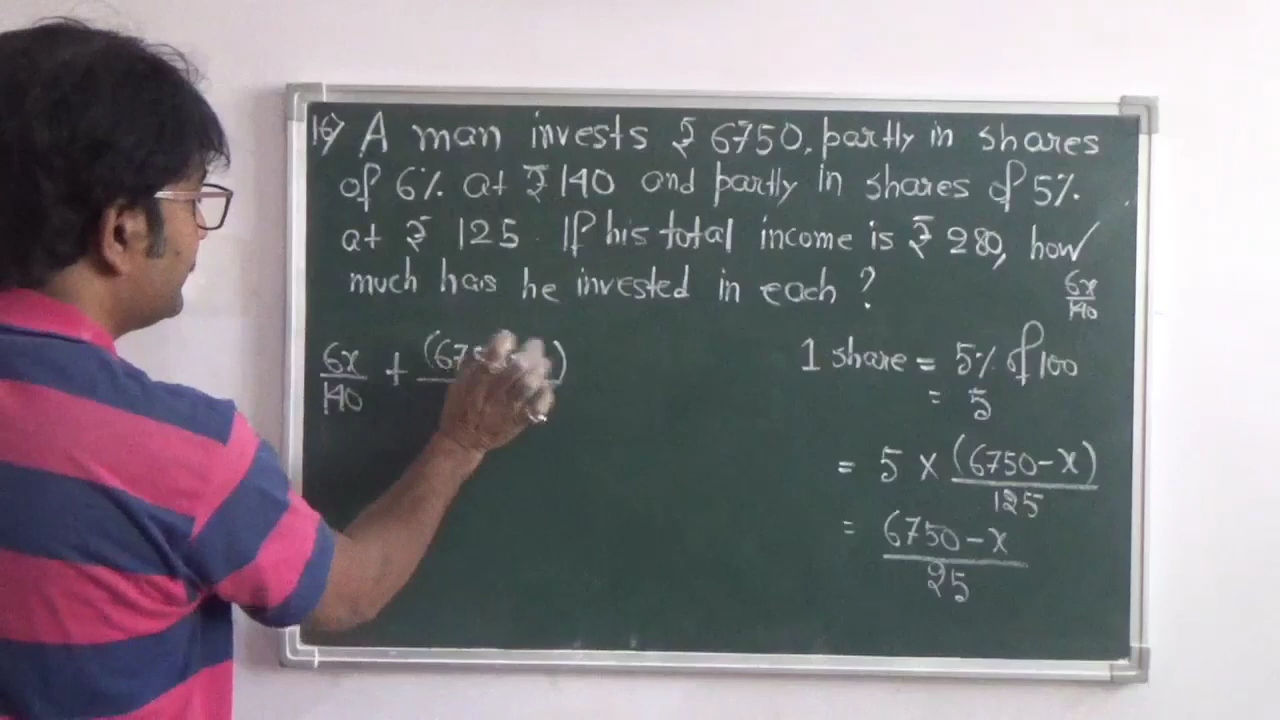 16) A man invests ₹ 6750, partly in shares
of 6% at ₹ 140 and partly in shares of 5%
at ₹ 125. If his total income is ₹ 280, how
much has he invested in each ?
6x
140
6x
140
+ (675 )
1 share = 5% of 100
= 5
= 5 × (6750-x)
125
= 6750-x
25